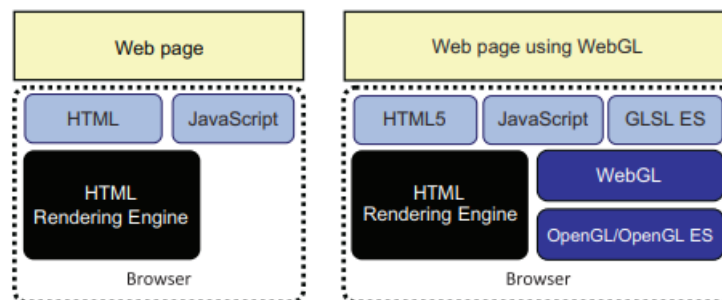 Web page
HTML
JavaScript
HTML
Rendering Engine
Browser
Web page using WebGL
HTML5
JavaScript
GLSL ES
HTML
Rendering Engine
WebGL
OpenGL/OpenGL ES
Browser